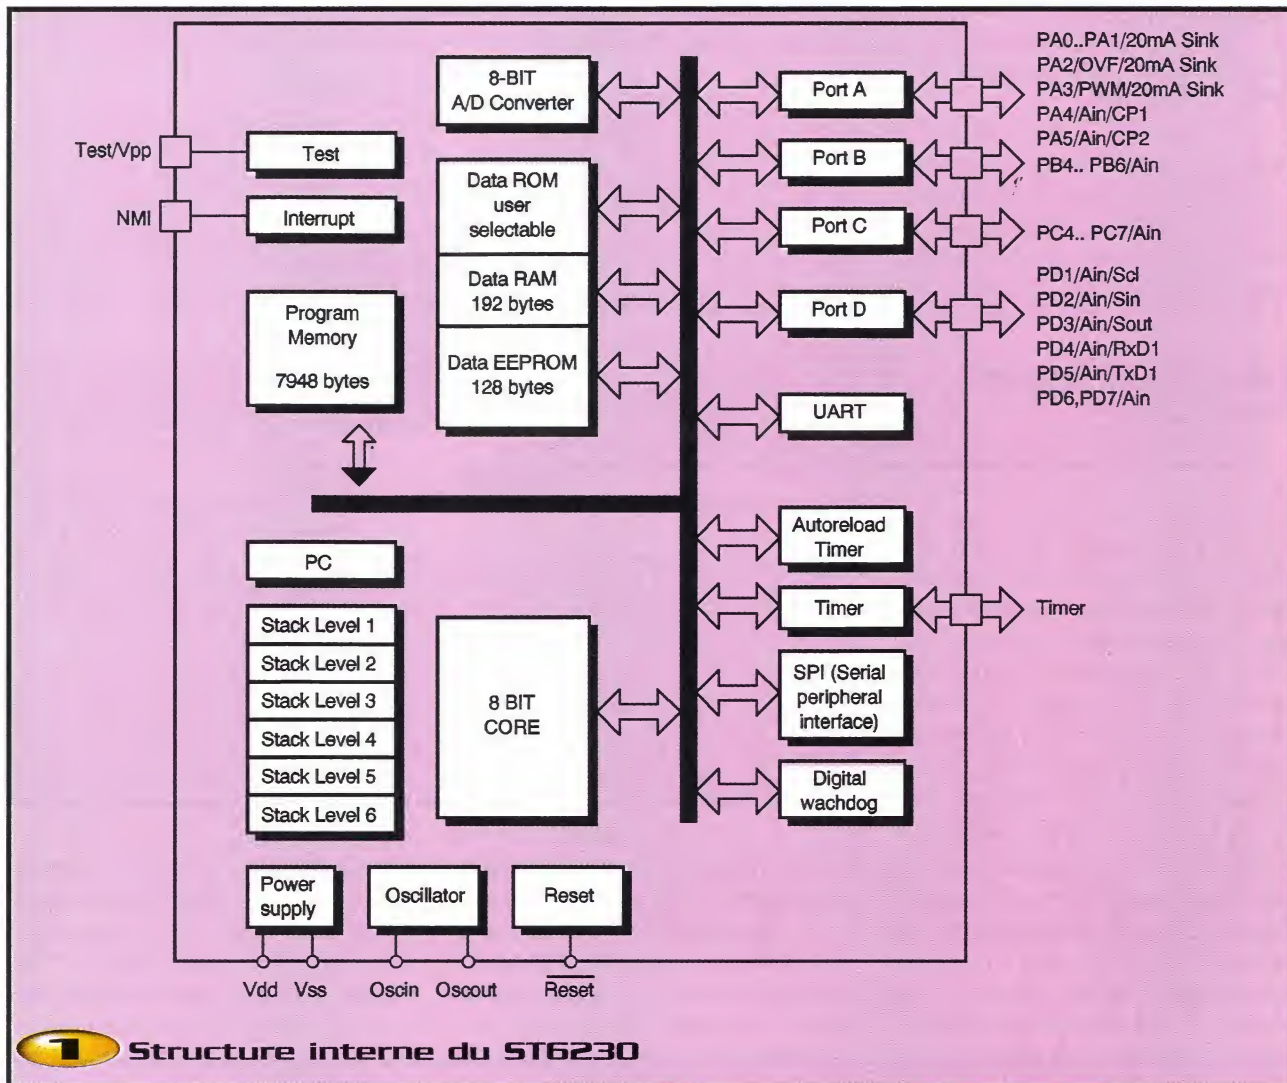 PA0..PA1/20mA Sink
PA2/OVF/20mA Sink
PA3/PWM/20mA Sink
PA4/Ain/CP1
PA5/Ain/CP2
PB4.. PB6/Ain
PC4.. PC7/Ain
PD1/Ain/Scl
PD2/Ain/Sin
PD3/Ain/Sout
PD4/Ain/RxD1
PD5/Ain/TxD1
PD6,PD7/Ain
Timer
Test/Vpp
NMI
Test
Interrupt
Program
Memory
7948 bytes
8-BIT
A/D Converter
Data ROM
user
selectable
Data RAM
192 bytes
Data EEPROM
128 bytes
Port A
Port B
Port C
Port D
UART
Autoreload
Timer
Timer
SPI (Serial
peripheral
interface)
Digital
wachdog
PC
Stack Level 1
Stack Level 2
Stack Level 3
Stack Level 4
Stack Level 5
Stack Level 6
8 BIT
CORE
Power
supply
Oscillator
Reset
Vdd
Vss
Oscin
Oscout
Reset
1 Structure interne du ST6230